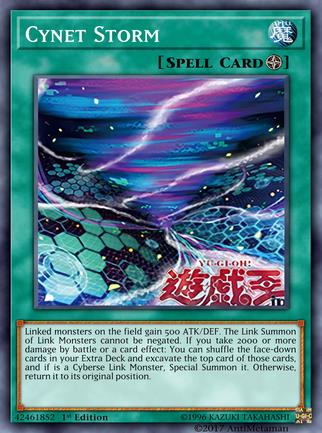 CYNET STORM
[SPELL CARD]
YU-GI-OH!
遊戯王
Linked monsters on the field gain 500 ATK/DEF. The Link Summon
of Link Monsters cannot be negated. If you take 2000 or more
damage by battle or a card effect: You can shuffle the face-down
cards in your Extra Deck and excavate the top card of those cards,
and if is a Cyberse Link Monster, Special Summon it. Otherwise,
return it to its original position.
42461852 1st Edition ©1996 KAZUKI TAKAHASHI
©2017 AntiMetaman